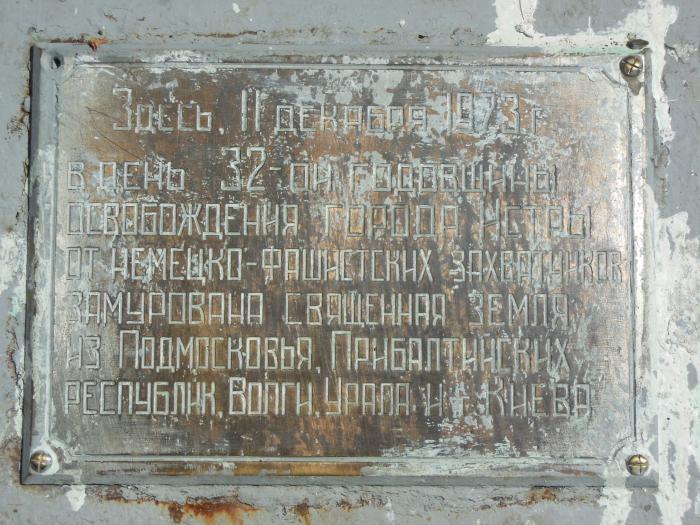 Здесь, 11 декабря 1973 г
в день 32-ой годовщины
освобождения города Истры
от немецко-фашистских захватчиков
замурована священная земля
из Подмосковья, Прибалтийских
республик, Волги, Урала и г. Киева